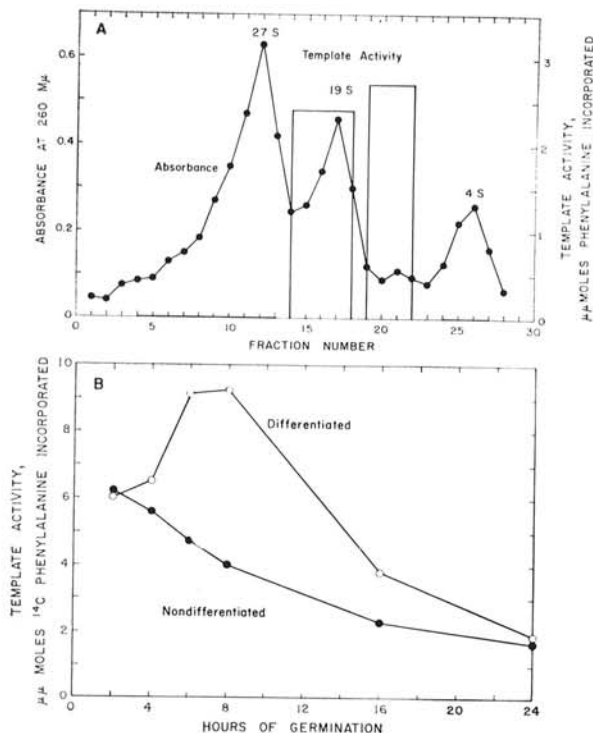 A
27 S
Template Activity
19 S
Absorbance
4 S
0.6
0.4
0.2
0
3
2
1
0
0 5 10 15 20 25 30
FRACTION NUMBER
ABSORBANCE AT 260 Mμ
TEMPLATE ACTIVITY,
μμMOLES PHENYLALANINE INCORPORATED
B
Differentiated
Nondifferentiated
10
8
6
4
2
0
4 8 12 16 20 24
HOURS OF GERMINATION
TEMPLATE ACTIVITY,
μμ MOLES ¹⁴C PHENYLALANINE INCORPORATED